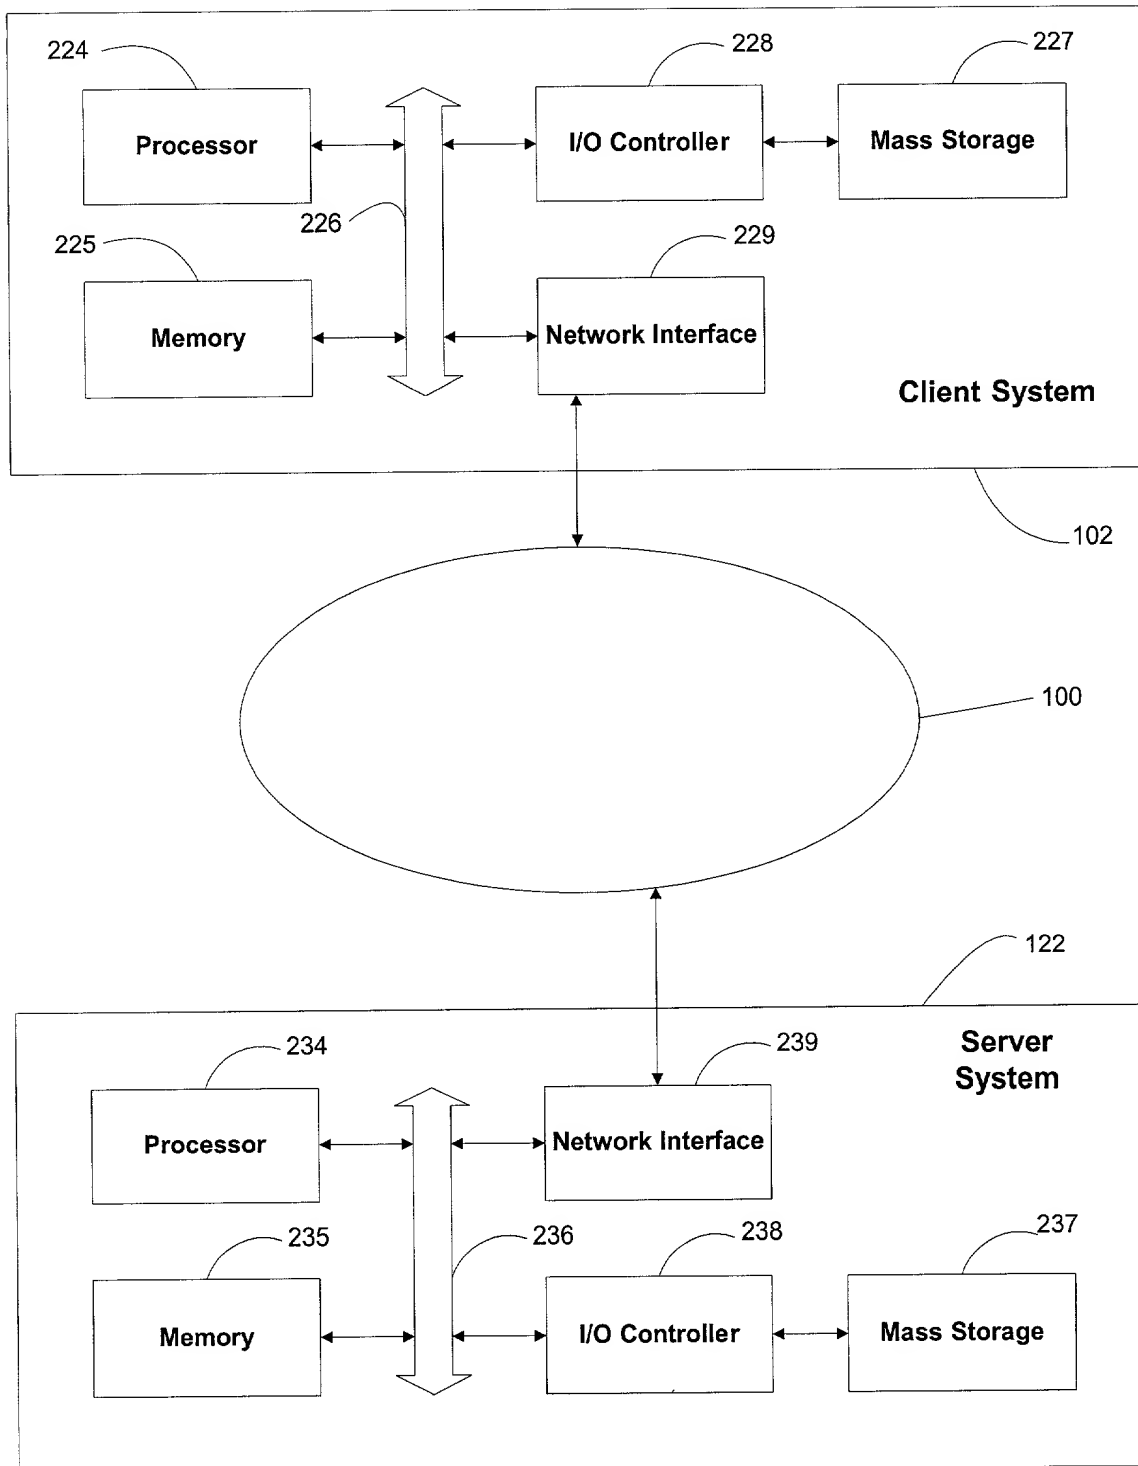 224
228
227
Processor
I/O Controller
Mass Storage
226
225
229
Memory
Network Interface
Client System
102
100
122
234
239
Server
System
Processor
Network Interface
235
236
238
237
Memory
I/O Controller
Mass Storage